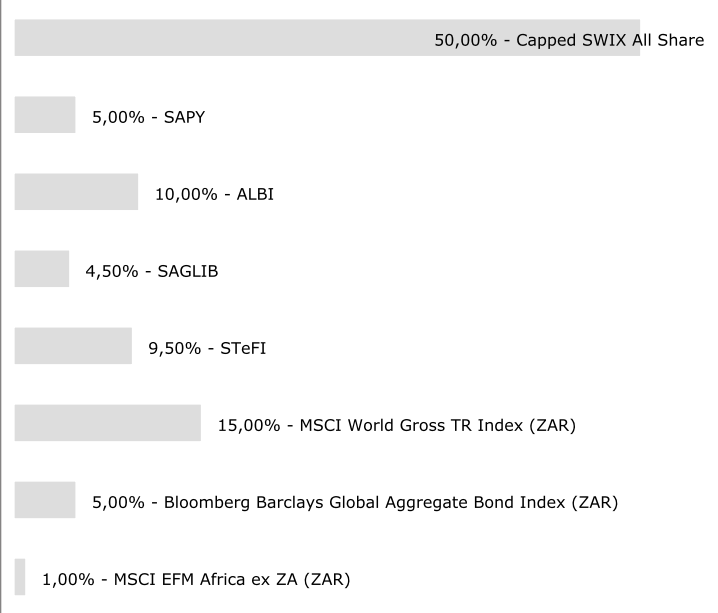 50,00% - Capped SWIX All Share
5,00% - SAPY
10,00% - ALBI
4,50% - SAGLIB
9,50% - STeFI
15,00% - MSCI World Gross TR Index (ZAR)
5,00% - Bloomberg Barclays Global Aggregate Bond Index (ZAR)
1,00% - MSCI EFM Africa ex ZA (ZAR)